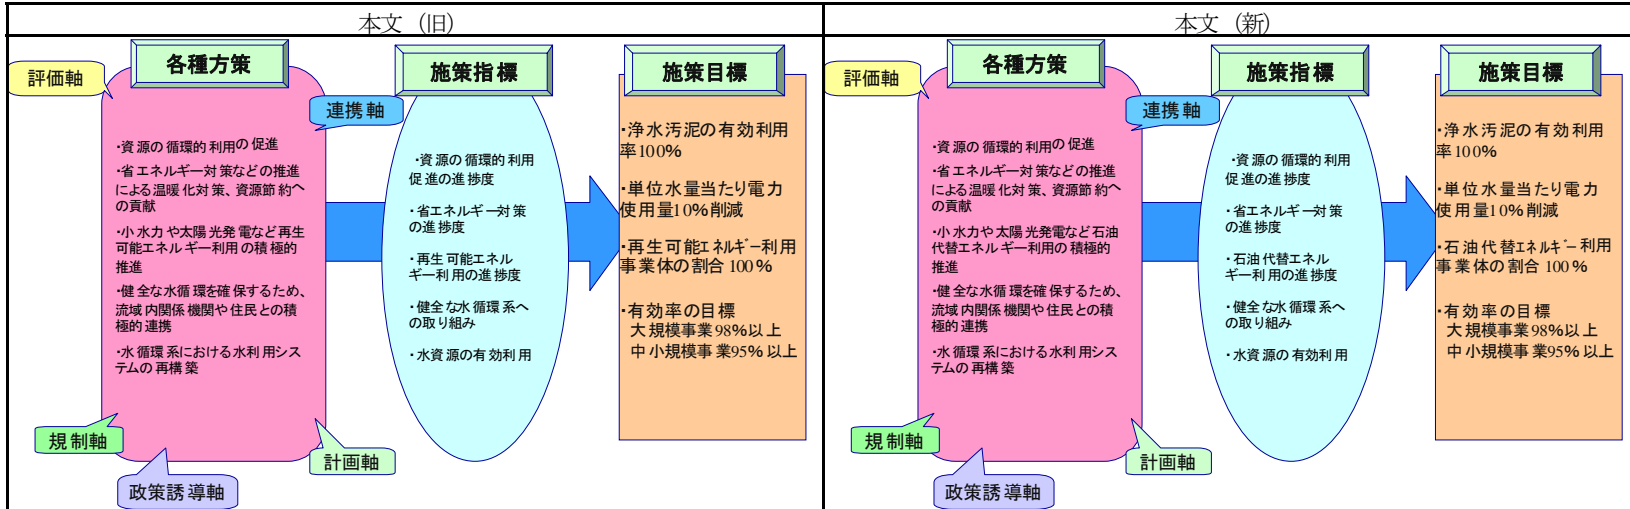 本文（旧）
評価軸
各種方策
連携軸
施策指標
施策目標
・資源の循環的利用の促進
・省エネルギー対策などの推進
による温暖化対策、資源節約へ
の貢献
・小水力や太陽光発電など再生
可能エネルギー利用の積極的
推進
・健全な水循環を確保するため、
流域内関係機関や住民との積
極的連携
・水循環系における水利用シス
テムの再構築
・資源の循環的利用
促進の進捗度
・省エネルギー対策
の進捗度
・再生可能エネル
ギー利用の進捗度
・健全な水循環系へ
の取り組み
・水資源の有効利用
・浄水汚泥の有効利用
率100%
・単位水量当たり電力
使用量10%削減
・再生可能エネルギー利用
事業体の割合100%
・有効率の目標
大規模事業98%以上
中小規模事業95%以上
規制軸
計画軸
政策誘導軸
本文（新）
評価軸
各種方策
連携軸
施策指標
施策目標
・資源の循環的利用の促進
・省エネルギー対策などの推進
による温暖化対策、資源節約へ
の貢献
・小水力や太陽光発電など石油
代替エネルギー利用の積極的
推進
・健全な水循環を確保するため、
流域内関係機関や住民との積
極的連携
・水循環系における水利用シス
テムの再構築
・資源の循環的利用
促進の進捗度
・省エネルギー対策
の進捗度
・石油代替エネル
ギー利用の進捗度
・健全な水循環系へ
の取り組み
・水資源の有効利用
・浄水汚泥の有効利用
率100%
・単位水量当たり電力
使用量10%削減
・石油代替エネルギー利用
事業体の割合100%
・有効率の目標
大規模事業98%以上
中小規模事業95%以上
規制軸
計画軸
政策誘導軸